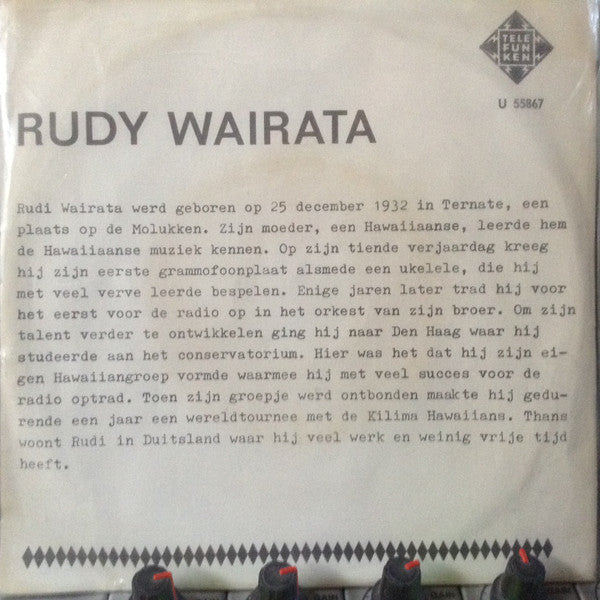 TELE
FUN
KEN
U 55867
RUDY WAIRATA
Rudi Wairata werd geboren op 25 december 1932 in Ternate, een
plaats op de Molukken. Zijn moeder, een Hawaiiaanse, leerde hem
de Hawaiiaanse muziek kennen. Op zijn tiende verjaardag kreeg
hij zijn eerste grammofoonplaat alsmede een ukelele, die hij
met veel verve leerde bespelen. Enige jaren later trad hij voor
het eerst voor de radio op in het orkest van zijn broer. Om zijn
talent verder te ontwikkelen ging hij naar Den Haag waar hij
studeerde aan het conservatorium. Hier was het dat hij zijn ei-
gen Hawaiiangroep vormde waarmee hij met veel succes voor de
radio optrad. Toen zijn groepje werd ontbonden maakte hij gedu-
rende een jaar een wereldtournee met de Kilima Hawaiians. Thans
woont Rudi in Duitsland waar hij veel werk en weinig vrije tijd
heeft.